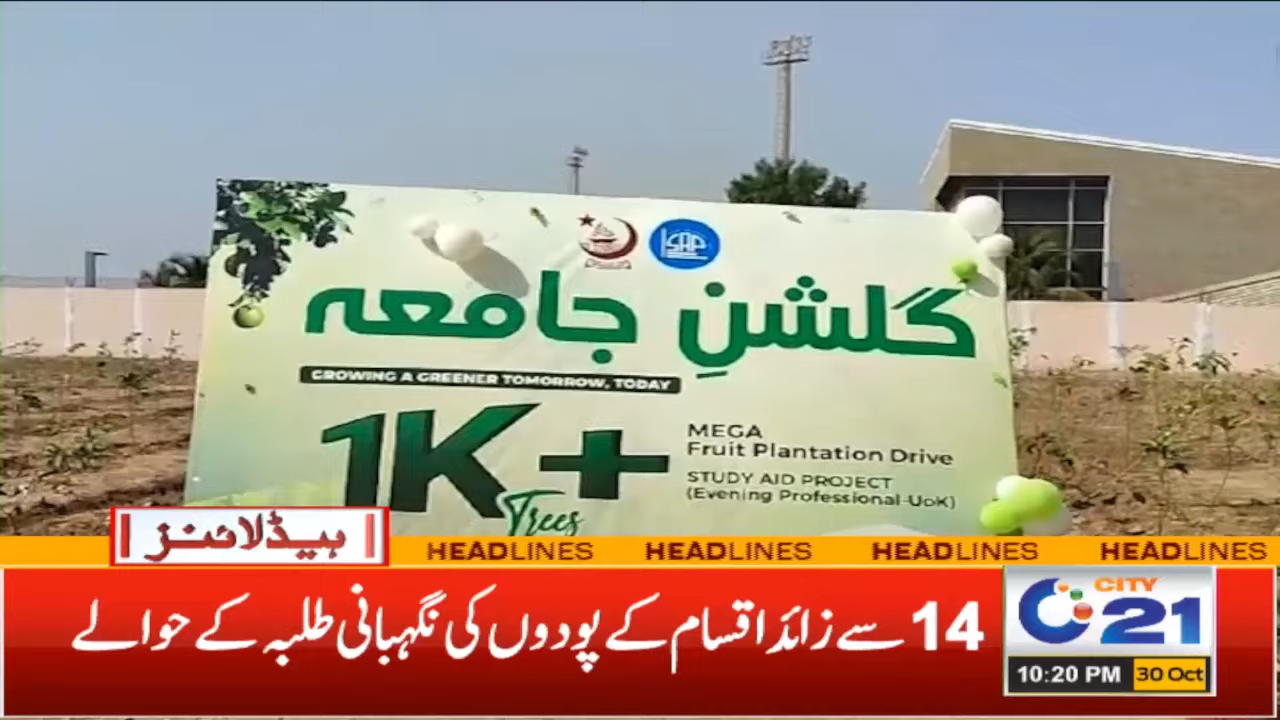 SAP
گلشنِ جامعہ
GROWING A GREENER TOMORROW, TODAY
1K+
Trees
MEGA
Fruit Plantation Drive
STUDY AID PROJECT
(Evening Professional-UoK)
ہیڈلائنز
HEADLINES HEADLINES HEADLINES HEADLINES
14 سے زائد اقسام کے پودوں کی نگہبانی طلبہ کے حوالے
CITY
21
10:20 PM 30 Oct